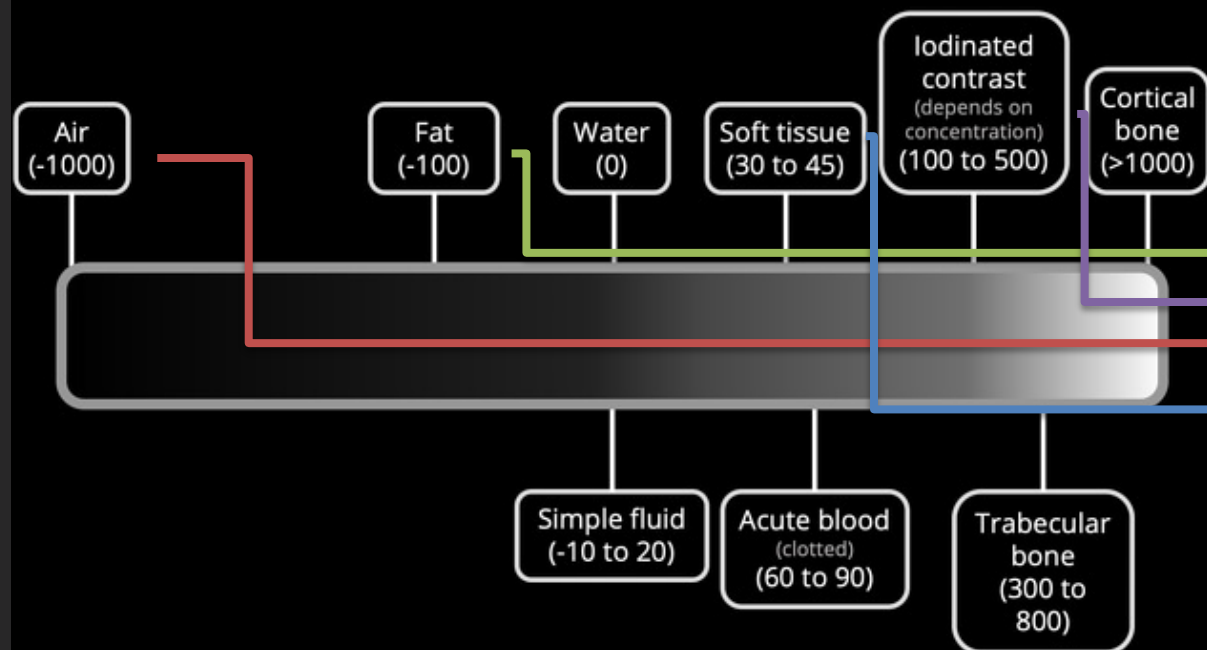 Air
(-1000)
Fat
(-100)
Water
(0)
Soft tissue
(30 to 45)
Iodinated
contrast
(depends on
concentration)
(100 to 500)
Cortical
bone
(>1000)
Simple fluid
(-10 to 20)
Acute blood
(clotted)
(60 to 90)
Trabecular
bone
(300 to
800)